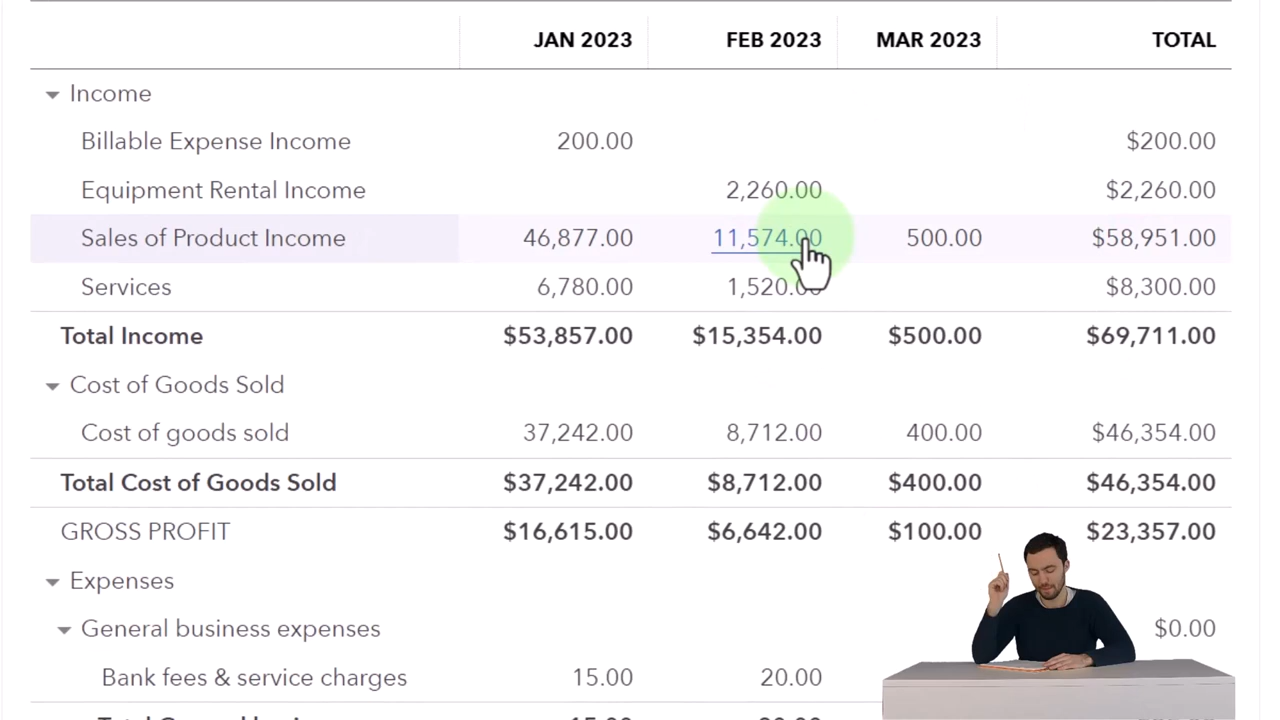 JAN 2023 FEB 2023 MAR 2023 TOTAL
Income
Billable Expense Income 200.00 $200.00
Equipment Rental Income 2,260.00 $2,260.00
Sales of Product Income 46,877.00 11,574.00 500.00 $58,951.00
Services 6,780.00 1,520.00 $8,300.00
Total Income $53,857.00 $15,354.00 $500.00 $69,711.00
Cost of Goods Sold
Cost of goods sold 37,242.00 8,712.00 400.00 $46,354.00
Total Cost of Goods Sold $37,242.00 $8,712.00 $400.00 $46,354.00
GROSS PROFIT $16,615.00 $6,642.00 $100.00 $23,357.00
Expenses
General business expenses $0.00
Bank fees & service charges 15.00 20.00